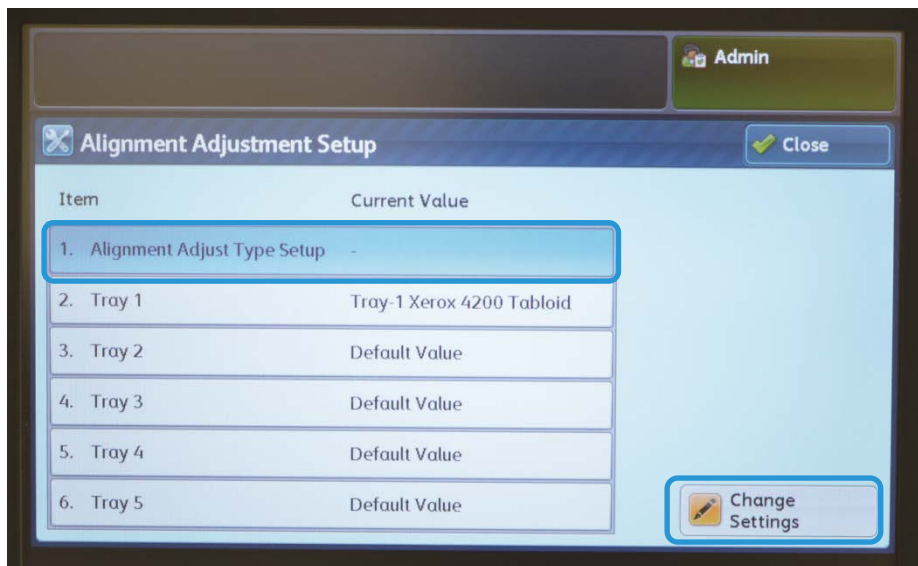 Admin
Alignment Adjustment Setup
Close
Item Current Value
1. Alignment Adjust Type Setup -
2. Tray 1 Tray-1 Xerox 4200 Tabloid
3. Tray 2 Default Value
4. Tray 3 Default Value
5. Tray 4 Default Value
6. Tray 5 Default Value
Change
Settings